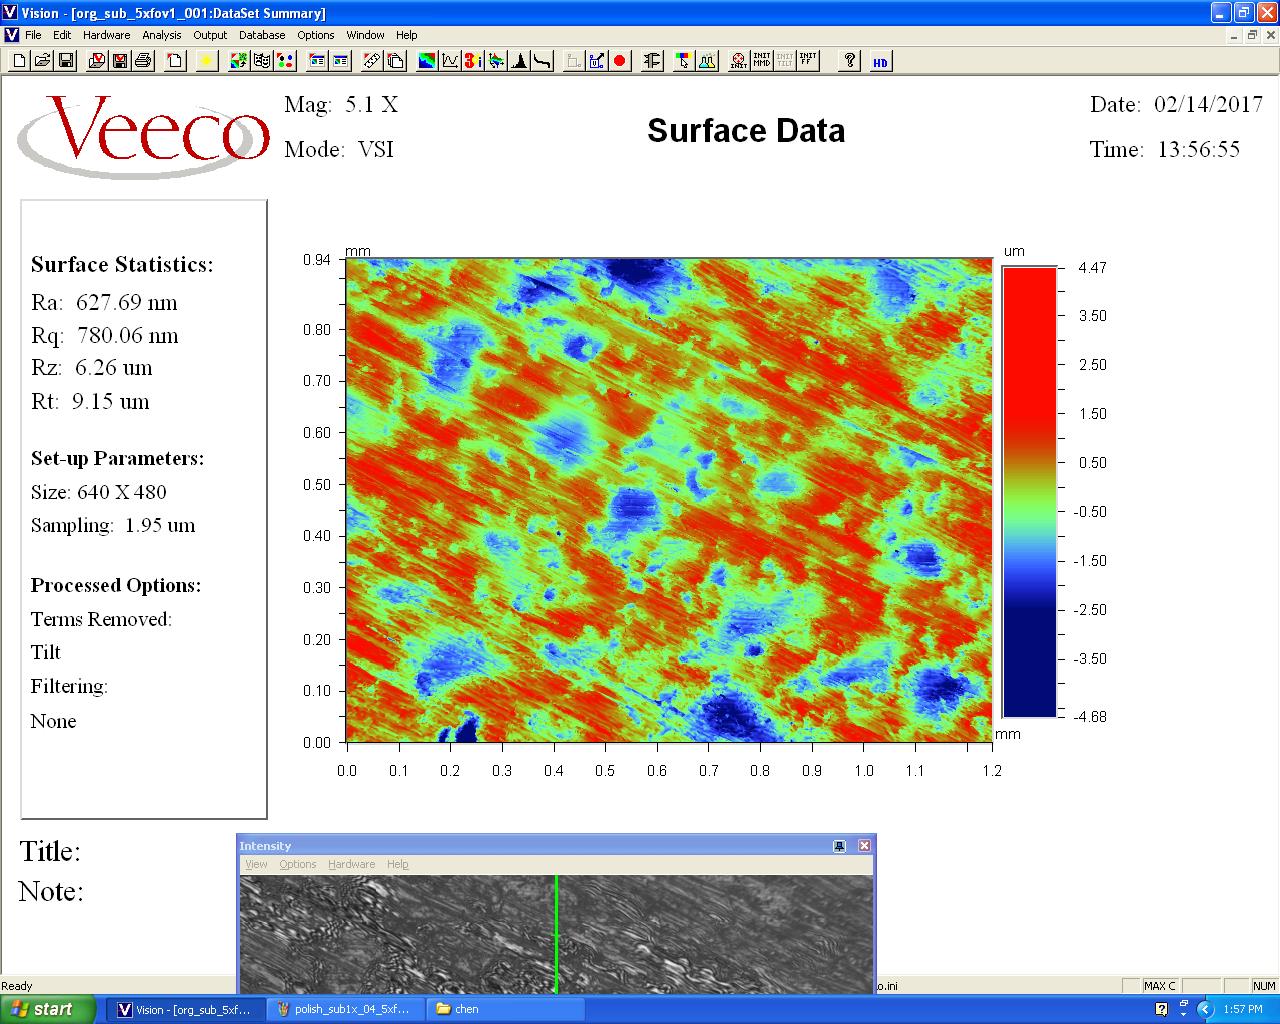 Vision - [org_sub_5xfov1_001:DataSet Summary]
File Edit Hardware Analysis Output Database Options Window Help
INIT INIT MMD INIT TILT INIT FF ? HD
Veeco
Mag: 5.1 X
Mode: VSI
Surface Data
Date: 02/14/2017
Time: 13:56:55
Surface Statistics:
Ra: 627.69 nm
Rq: 780.06 nm
Rz: 6.26 um
Rt: 9.15 um
Set-up Parameters:
Size: 640 X 480
Sampling: 1.95 um
Processed Options:
Terms Removed:
Tilt
Filtering:
None
mm
0.94
0.80
0.70
0.60
0.50
0.40
0.30
0.20
0.10
0.00
0.0 0.1 0.2 0.3 0.4 0.5 0.6 0.7 0.8 0.9 1.0 1.1 1.2
mm
um
4.47
3.50
2.50
1.50
0.50
-0.50
-1.50
-2.50
-3.50
-4.68
Title:
Note:
Intensity
View Options Hardware Help
Ready
o.ini
MAX C
NUM
start
Vision - [org_sub_5xf...
polish_sub1x_04_5xf...
chen
1:57 PM